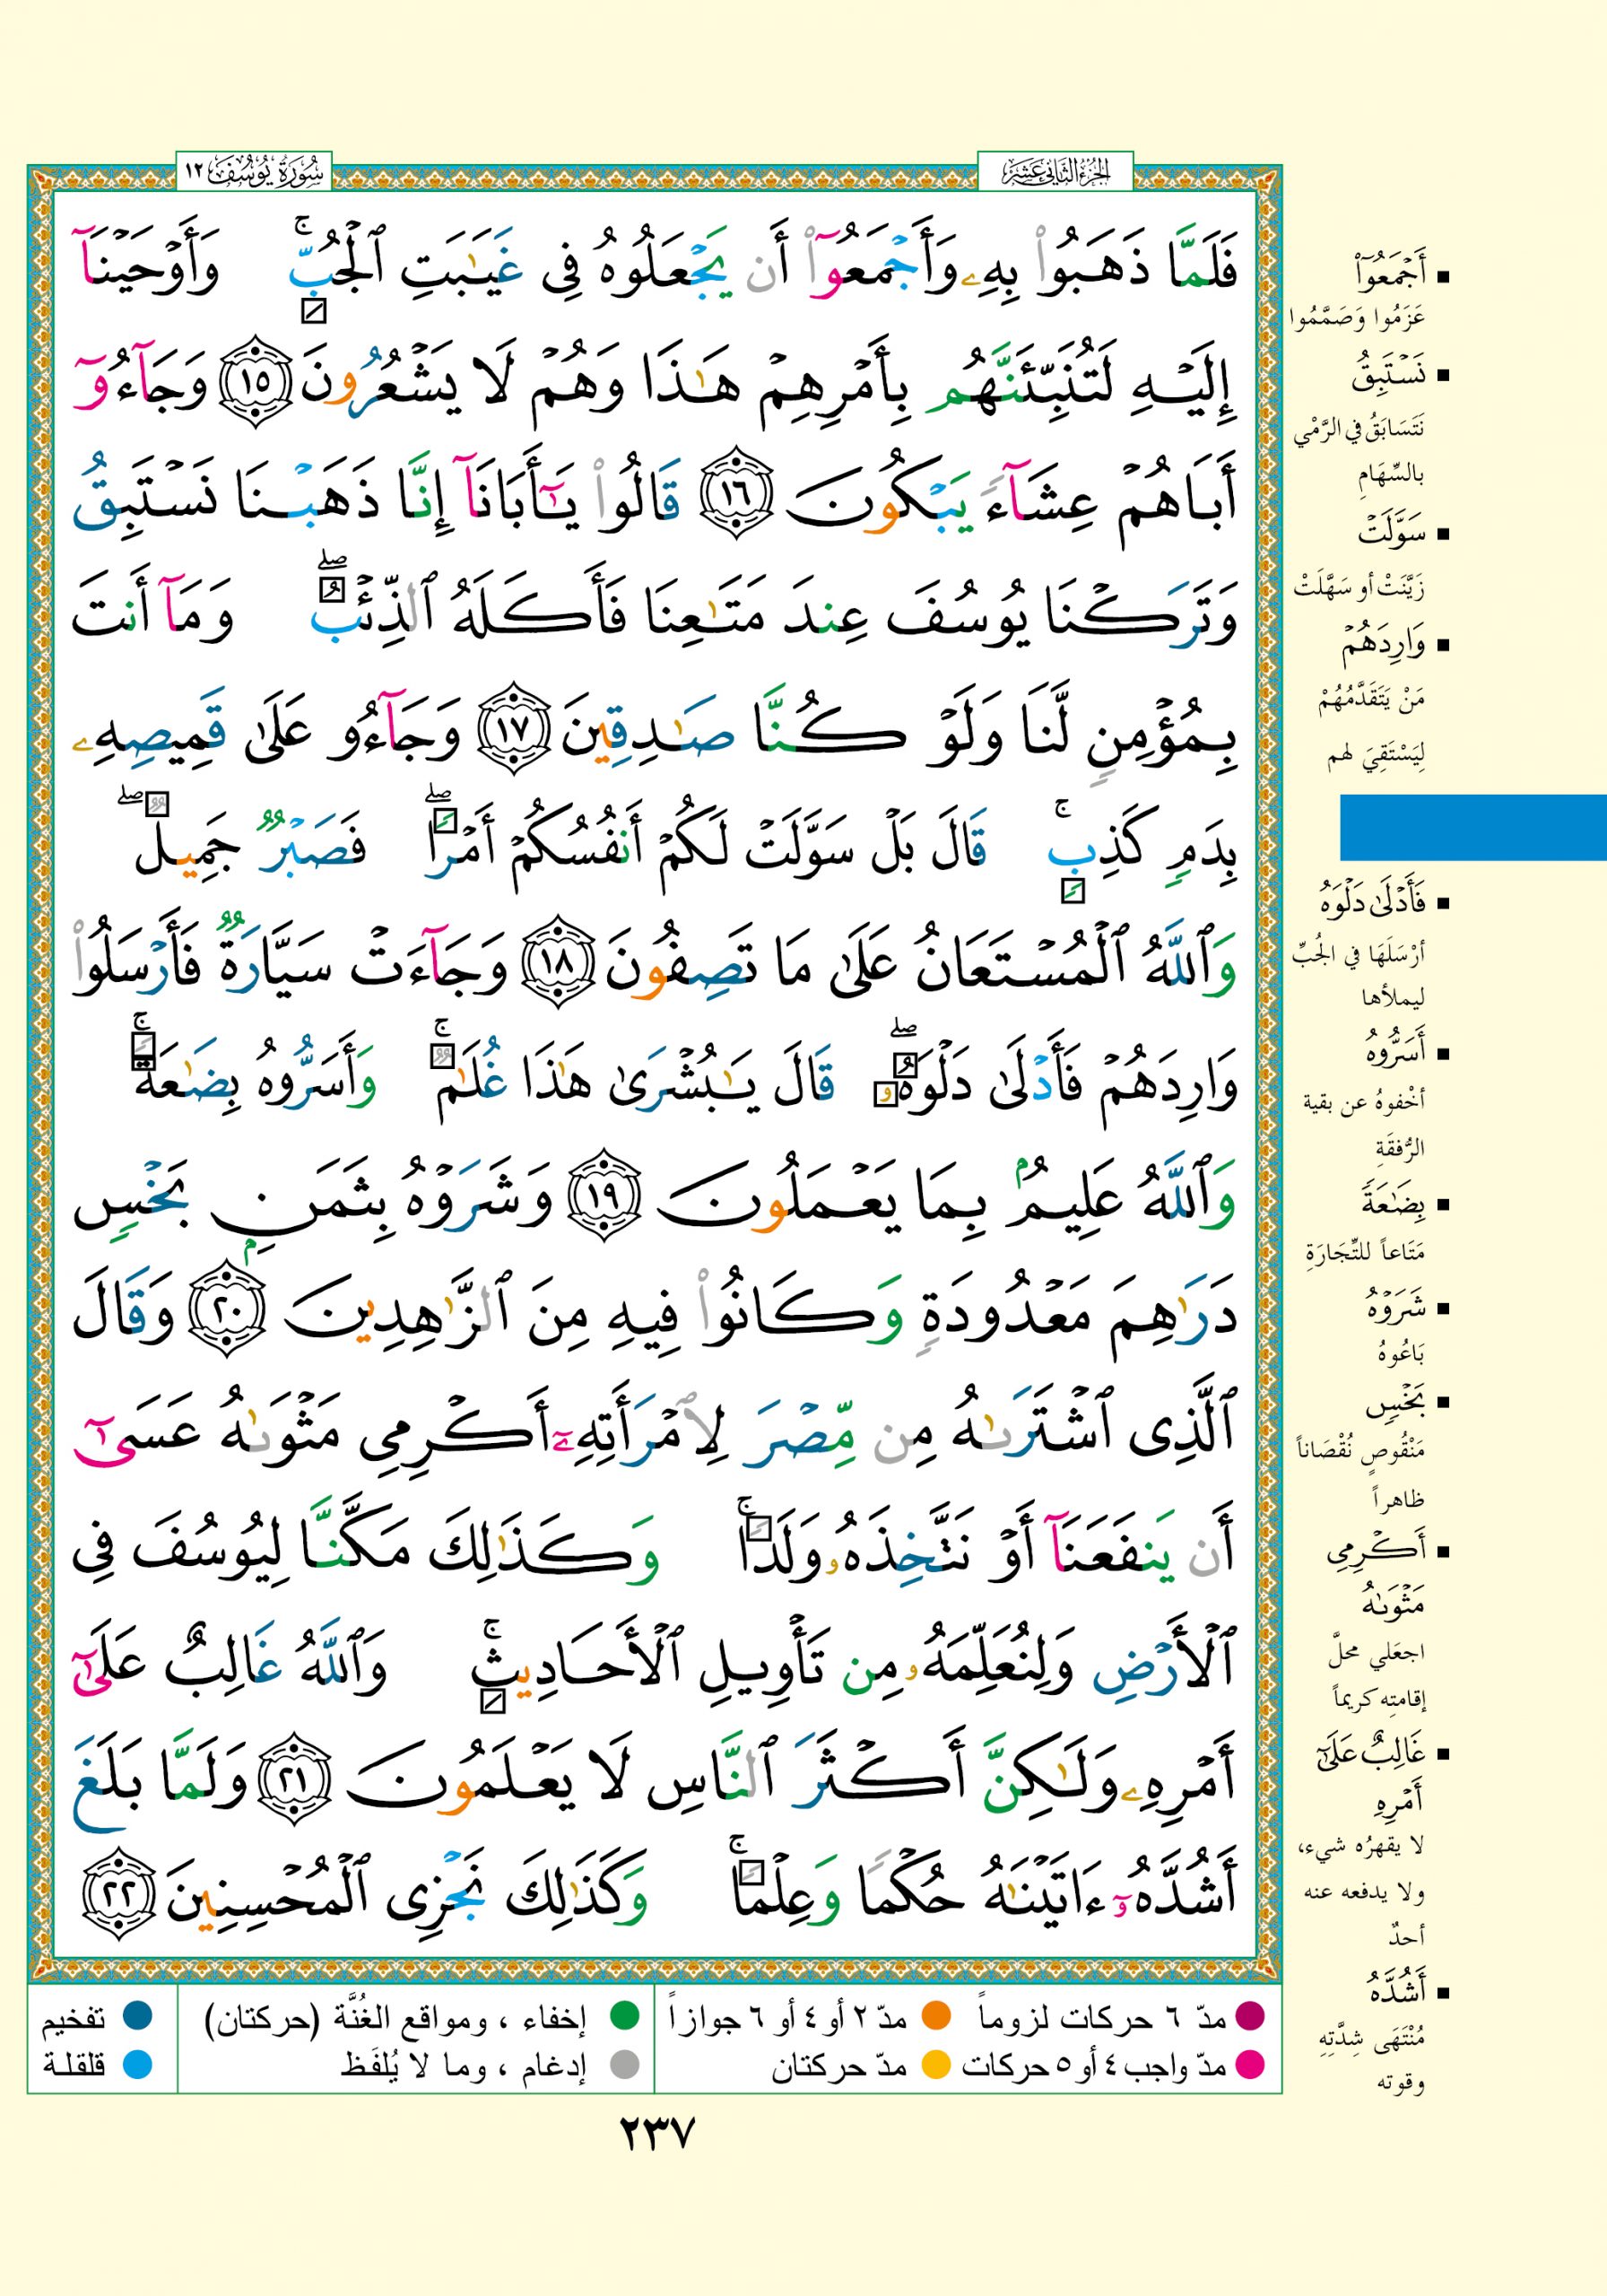 الجزء الثاني عشر
سُورَةُ يُوسُفَ ١٢
فَلَمَّا ذَهَبُوا۟ بِهِۦ وَأَجْمَعُوٓا۟ أَن يَجْعَلُوهُ فِى غَيَـٰبَتِ ٱلْجُبِّ ۚ وَأَوْحَيْنَآ
إِلَيْهِ لَتُنَبِّئَنَّهُم بِأَمْرِهِمْ هَـٰذَا وَهُمْ لَا يَشْعُرُونَ ١٥ وَجَآءُوٓ
أَبَاهُمْ عِشَآءً يَبْكُونَ ١٦ قَالُوا۟ يَـٰٓأَبَانَآ إِنَّا ذَهَبْنَا نَسْتَبِقُ
وَتَرَكْنَا يُوسُفَ عِندَ مَتَـٰعِنَا فَأَكَلَهُ ٱلذِّئْبُ ۖ وَمَآ أَنتَ
بِمُؤْمِنٍ لَّنَا وَلَوْ كُنَّا صَـٰدِقِينَ ١٧ وَجَآءُو عَلَىٰ قَمِيصِهِۦ
بِدَمٍ كَذِبٍ ۚ قَالَ بَلْ سَوَّلَتْ لَكُمْ أَنفُسُكُمْ أَمْرًا ۖ فَصَبْرٌ جَمِيلٌ ۖ
وَٱللَّهُ ٱلْمُسْتَعَانُ عَلَىٰ مَا تَصِفُونَ ١٨ وَجَآءَتْ سَيَّارَةٌ فَأَرْسَلُوا۟
وَارِدَهُمْ فَأَدْلَىٰ دَلْوَهُۥ ۖ قَالَ يَـٰبُشْرَىٰ هَـٰذَا غُلَـٰمٌ ۚ وَأَسَرُّوهُ بِضَـٰعَةً ۚ
وَٱللَّهُ عَلِيمٌۢ بِمَا يَعْمَلُونَ ١٩ وَشَرَوْهُ بِثَمَنٍۭ بَخْسٍ
دَرَٰهِمَ مَعْدُودَةٍ وَكَانُوا۟ فِيهِ مِنَ ٱلزَّٰهِدِينَ ٢٠ وَقَالَ
ٱلَّذِى ٱشْتَرَىٰهُ مِن مِّصْرَ لِٱمْرَأَتِهِۦٓ أَكْرِمِى مَثْوَىٰهُ عَسَىٰٓ
أَن يَنفَعَنَآ أَوْ نَتَّخِذَهُۥ وَلَدًا ۚ وَكَذَٰلِكَ مَكَّنَّا لِيُوسُفَ فِى
ٱلْأَرْضِ وَلِنُعَلِّمَهُۥ مِن تَأْوِيلِ ٱلْأَحَادِيثِ ۚ وَٱللَّهُ غَالِبٌ عَلَىٰٓ
أَمْرِهِۦ وَلَـٰكِنَّ أَكْثَرَ ٱلنَّاسِ لَا يَعْلَمُونَ ٢١ وَلَمَّا بَلَغَ
أَشُدَّهُۥٓ ءَاتَيْنَـٰهُ حُكْمًا وَعِلْمًا ۚ وَكَذَٰلِكَ نَجْزِى ٱلْمُحْسِنِينَ ٢٢
▪ أَجْمَعُوٓا۟
عَزَمُوا وَصَمَّمُوا
▪ نَسْتَبِقُ
نَتَسَابَقُ في الرَّمْي
بالسِّهَامِ
▪ سَوَّلَتْ
زَيَّنَتْ أو سَهَّلَتْ
▪ وَارِدَهُمْ
مَنْ يَتَقَدَّمُهُمْ
لِيَسْتَقِيَ لهم
▪ فَأَدْلَىٰ دَلْوَهُ
أرْسَلَهَا في الجُبِّ
ليملأها
▪ أَسَرُّوهُ
أخْفوهُ عن بقية
الرُّفقَةِ
▪ بِضَـٰعَةً
مَتَاعاً للتِّجَارَةِ
▪ شَرَوْهُ
بَاعُوهُ
▪ بَخْسٍ
مَنْقُوصٍ نُقْصَاناً
ظاهراً
▪ أَكْرِمِى
مَثْوَىٰهُ
اجعَلي محلَّ
إقامتِه كريماً
▪ غَالِبٌ عَلَىٰٓ
أَمْرِهِ
لا يقهرُه شيء،
ولا يدفعه عنه
أحدٌ
▪ أَشُدَّهُ
مُنْتَهَى شِدَّتِهِ
وقوته
مدّ ٦ حركات لزوماً ● مدّ ٢ أو ٤ أو ٦ جوازاً ● إخفاء ، ومواقع الغُنَّة (حركتان) ● تفخيم
مدّ واجب ٤ أو ٥ حركات ● مدّ حركتان ● إدغام ، وما لا يُلفَظ ● قلقلة
٢٣٧